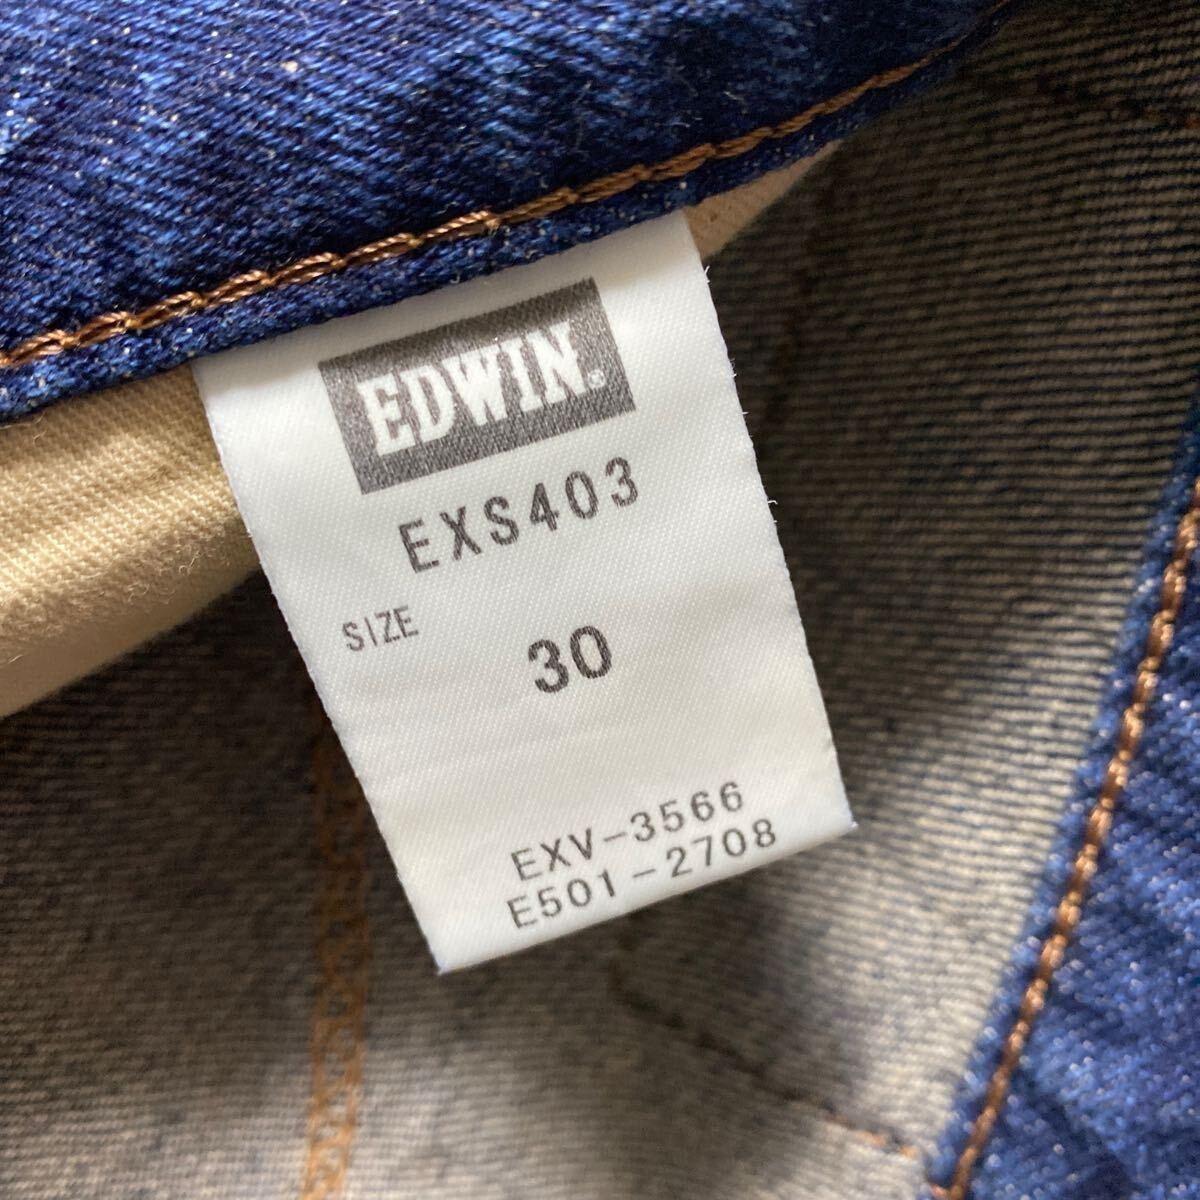 EDWIN®
EXS403
SIZE
30
EXV-3566
E501-2708